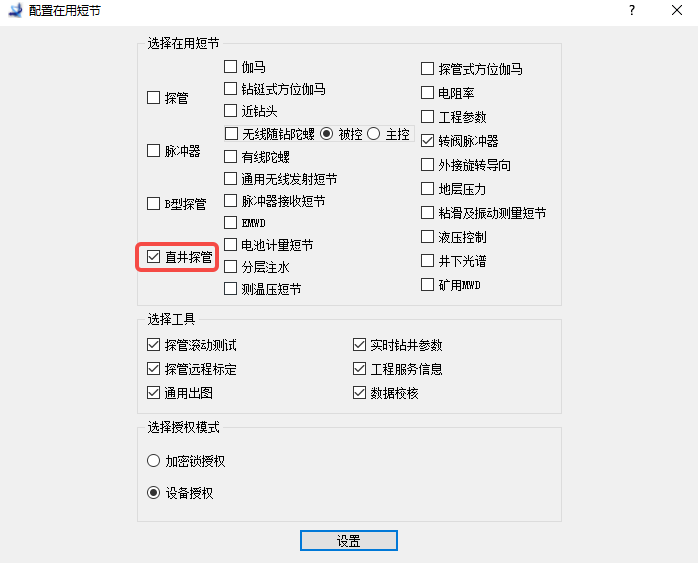 配置在用短节
?
选择在用短节
探管
脉冲器
B型探管
直井探管
伽马
钻铤式方位伽马
近钻头
无线随钻陀螺 被控 主控
有线陀螺
通用无线发射短节
脉冲器接收短节
EMWD
电池计量短节
分层注水
测温压短节
探管式方位伽马
电阻率
工程参数
转阀脉冲器
外接旋转导向
地层压力
粘滑及振动测量短节
液压控制
井下光谱
矿用MWD
选择工具
探管滚动测试
探管远程标定
通用出图
实时钻井参数
工程服务信息
数据校核
选择授权模式
加密锁授权
设备授权
设置